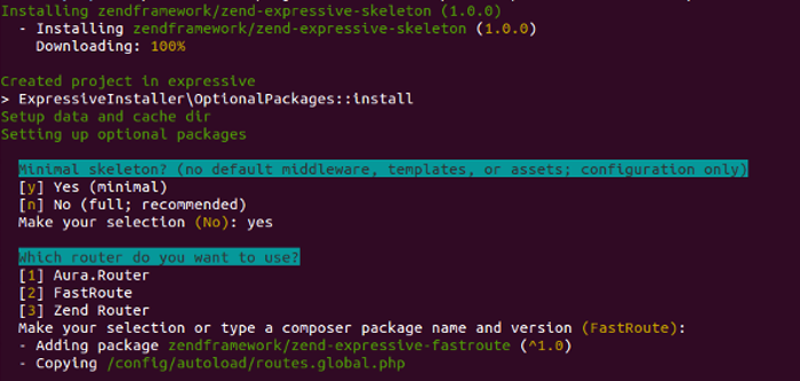 Installing zendframework/zend-expressive-skeleton (1.0.0)
- Installing zendframework/zend-expressive-skeleton (1.0.0)
Downloading: 100%
Created project in expressive
> ExpressiveInstaller\OptionalPackages::install
Setup data and cache dir
Setting up optional packages
Minimal skeleton? (no default middleware, templates, or assets; configuration only)
[y] Yes (minimal)
[n] No (full; recommended)
Make your selection (No): yes
Which router do you want to use?
[1] Aura.Router
[2] FastRoute
[3] Zend Router
Make your selection or type a composer package name and version (FastRoute):
- Adding package zendframework/zend-expressive-fastroute (^1.0)
- Copying /config/autoload/routes.global.php